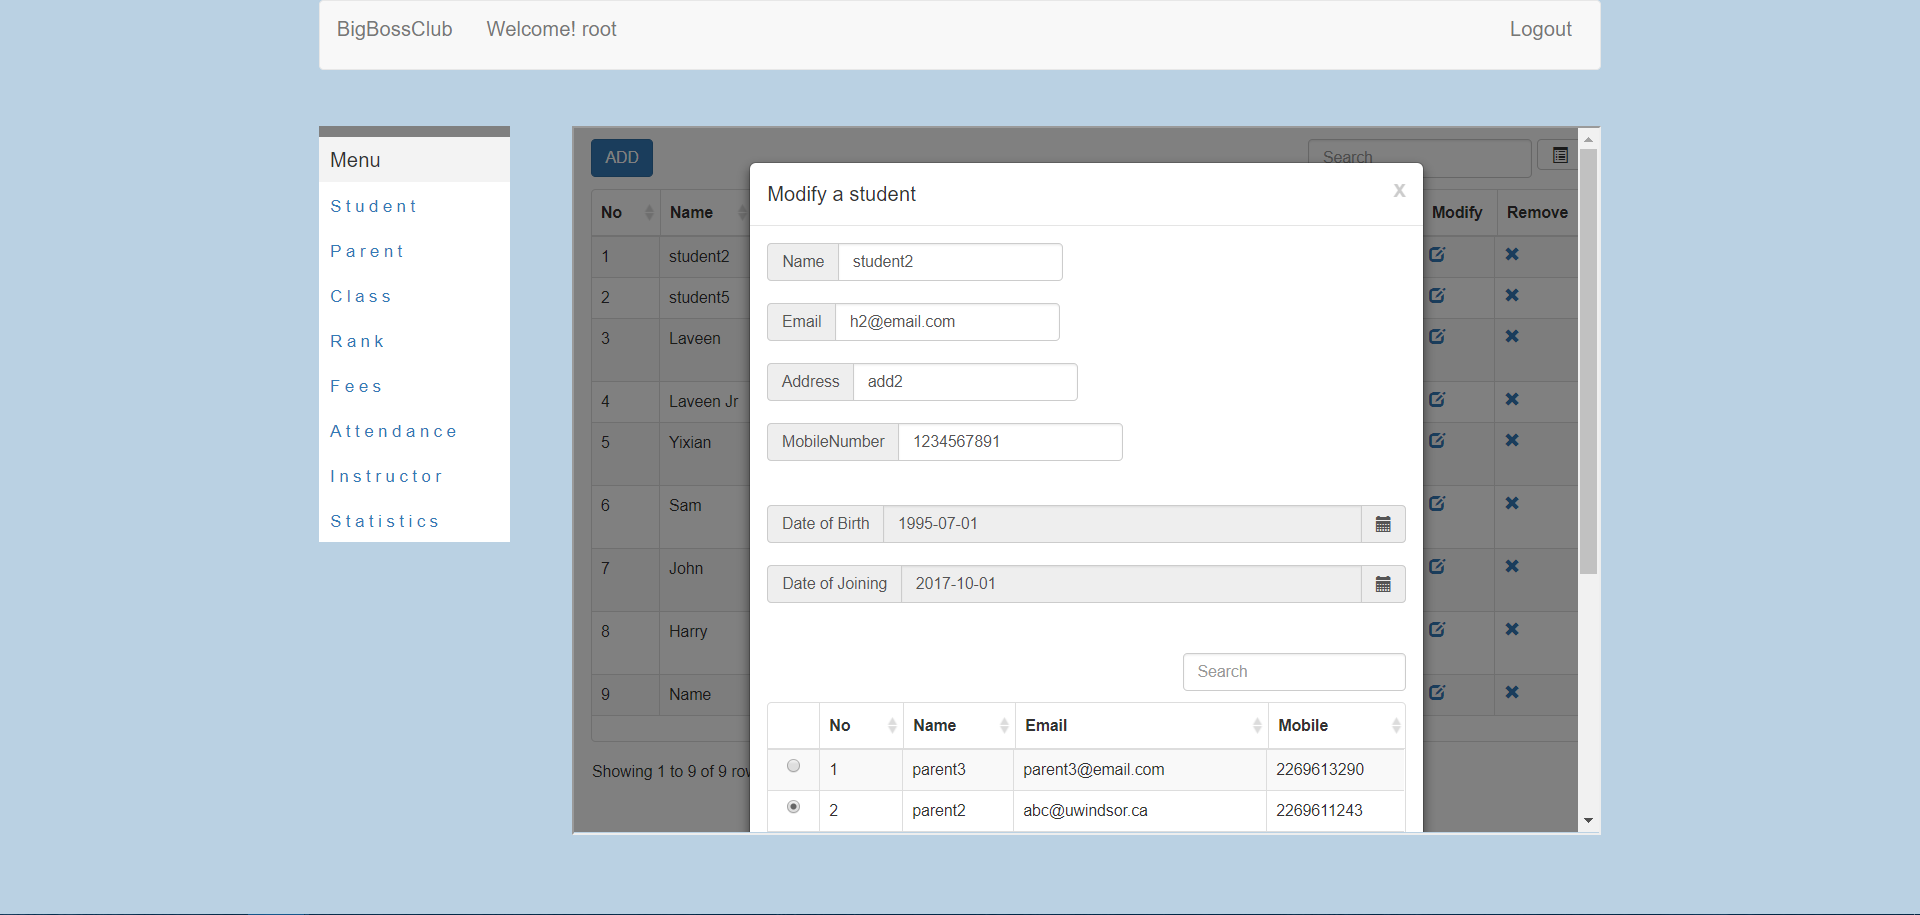 BigBossClub Welcome! root Logout
Menu
Student
Parent
Class
Rank
Fees
Attendance
Instructor
Statistics
ADD Search
No Name Modify Remove
1 student2
2 student5
3 Laveen
4 Laveen Jr
5 Yixian
6 Sam
7 John
8 Harry
9 Name
Showing 1 to 9 of 9
Modify a student x
Name student2
Email h2@email.com
Address add2
MobileNumber 1234567891
Date of Birth 1995-07-01
Date of Joining 2017-10-01
Search
No Name Email Mobile
1 parent3 parent3@email.com 2269613290
2 parent2 abc@uwindsor.ca 2269611243